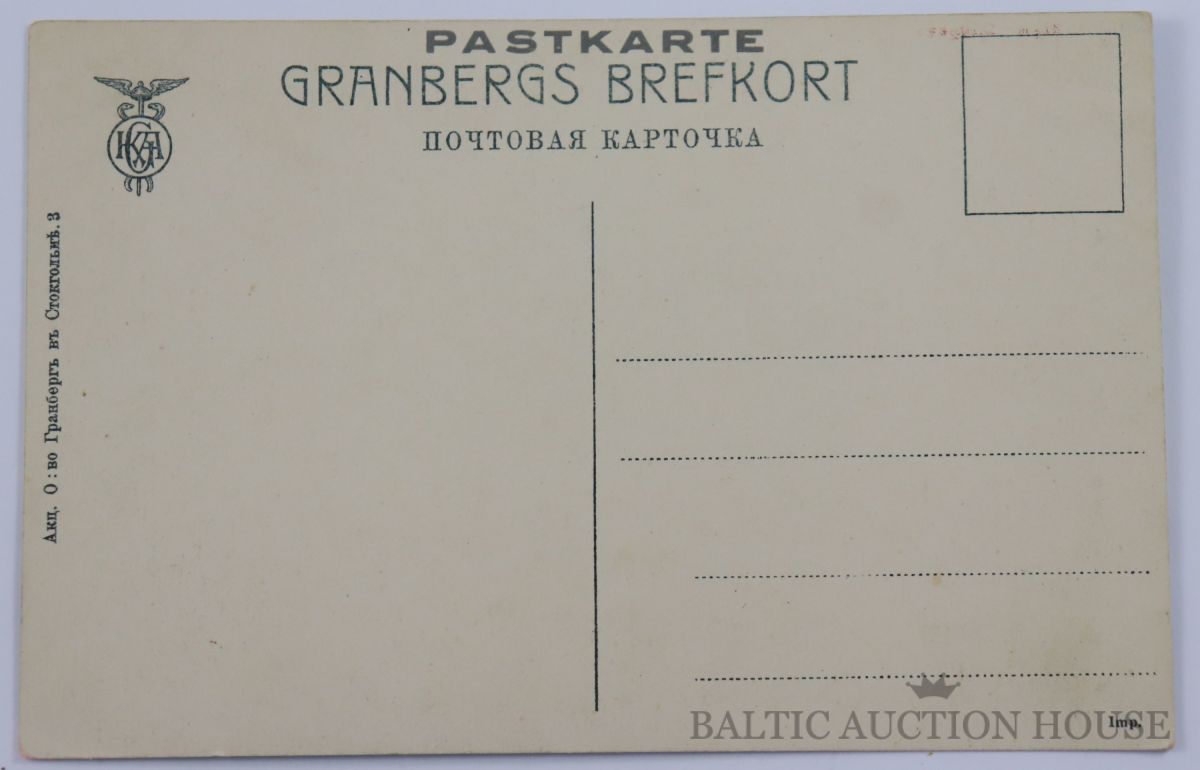 PASTKARTE
GRANBERGS BREFKORT
ПОЧТОВАЯ КАРТОЧКА
Акц. О:во Гранбергъ въ Стокгольмѣ. 3
Imp.
BALTIC AUCTION HOUSE